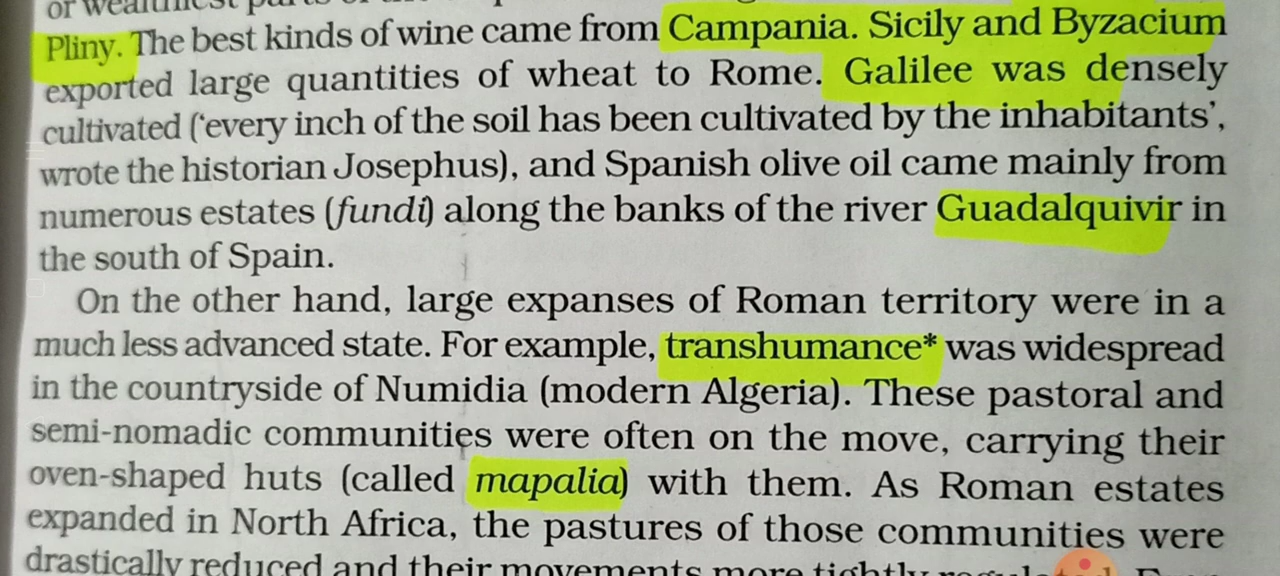 or wealthiest parts of the
Pliny. The best kinds of wine came from Campania. Sicily and Byzacium
exported large quantities of wheat to Rome. Galilee was densely
cultivated (‘every inch of the soil has been cultivated by the inhabitants’,
wrote the historian Josephus), and Spanish olive oil came mainly from
numerous estates (fundi) along the banks of the river Guadalquivir in
the south of Spain.
On the other hand, large expanses of Roman territory were in a
much less advanced state. For example, transhumance* was widespread
in the countryside of Numidia (modern Algeria). These pastoral and
semi-nomadic communities were often on the move, carrying their
oven-shaped huts (called mapalia) with them. As Roman estates
expanded in North Africa, the pastures of those communities were
drastically reduced and their movements more tightly